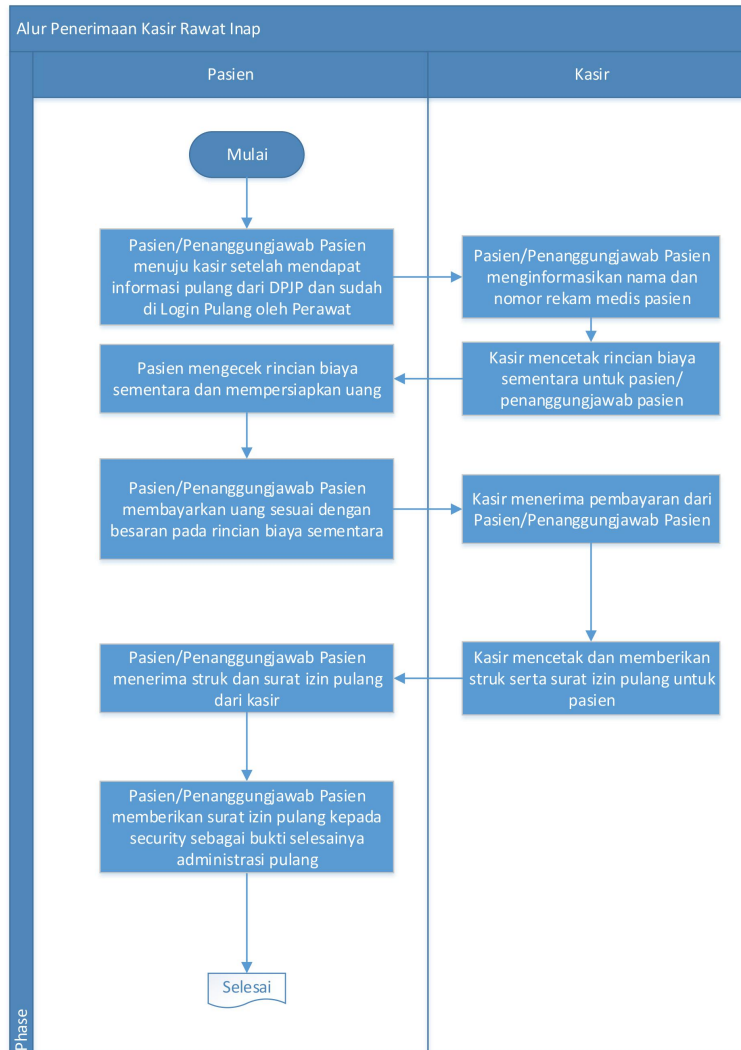 Alur Penerimaan Kasir Rawat Inap
Pasien
Kasir
Mulai
Pasien/Penanggungjawab Pasien
menuju kasir setelah mendapat
informasi pulang dari DPJP dan sudah
di Login Pulang oleh Perawat
Pasien/Penanggungjawab Pasien
menginformasikan nama dan
nomor rekam medis pasien
Kasir mencetak rincian biaya
sementara untuk pasien/
penanggungjawab pasien
Pasien mengecek rincian biaya
sementara dan mempersiapkan uang
Pasien/Penanggungjawab Pasien
membayarkan uang sesuai dengan
besaran pada rincian biaya sementara
Kasir menerima pembayaran dari
Pasien/Penanggungjawab Pasien
Kasir mencetak dan memberikan
struk serta surat izin pulang untuk
pasien
Pasien/Penanggungjawab Pasien
menerima struk dan surat izin pulang
dari kasir
Pasien/Penanggungjawab Pasien
memberikan surat izin pulang kepada
security sebagai bukti selesainya
administrasi pulang
Selesai
Phase